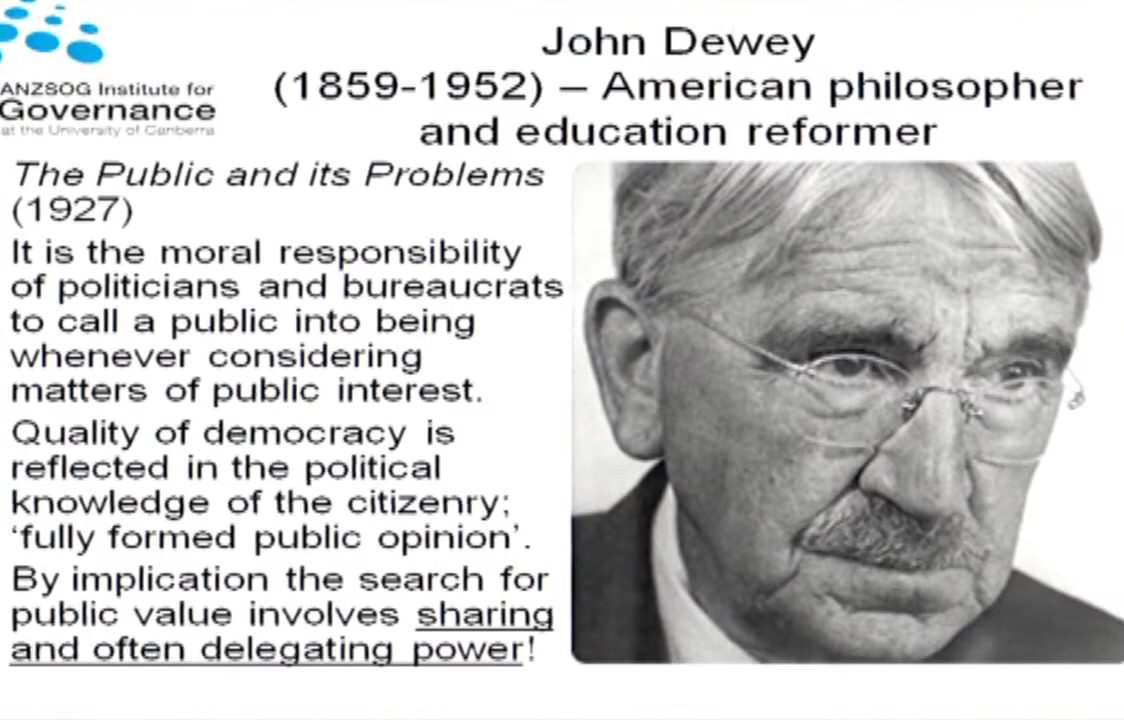 ANZSOG Institute for
Governance
at the University of Canberra
John Dewey
(1859-1952) – American philosopher
and education reformer
The Public and its Problems
(1927)
It is the moral responsibility
of politicians and bureaucrats
to call a public into being
whenever considering
matters of public interest.
Quality of democracy is
reflected in the political
knowledge of the citizenry;
‘fully formed public opinion’.
By implication the search for
public value involves sharing
and often delegating power!